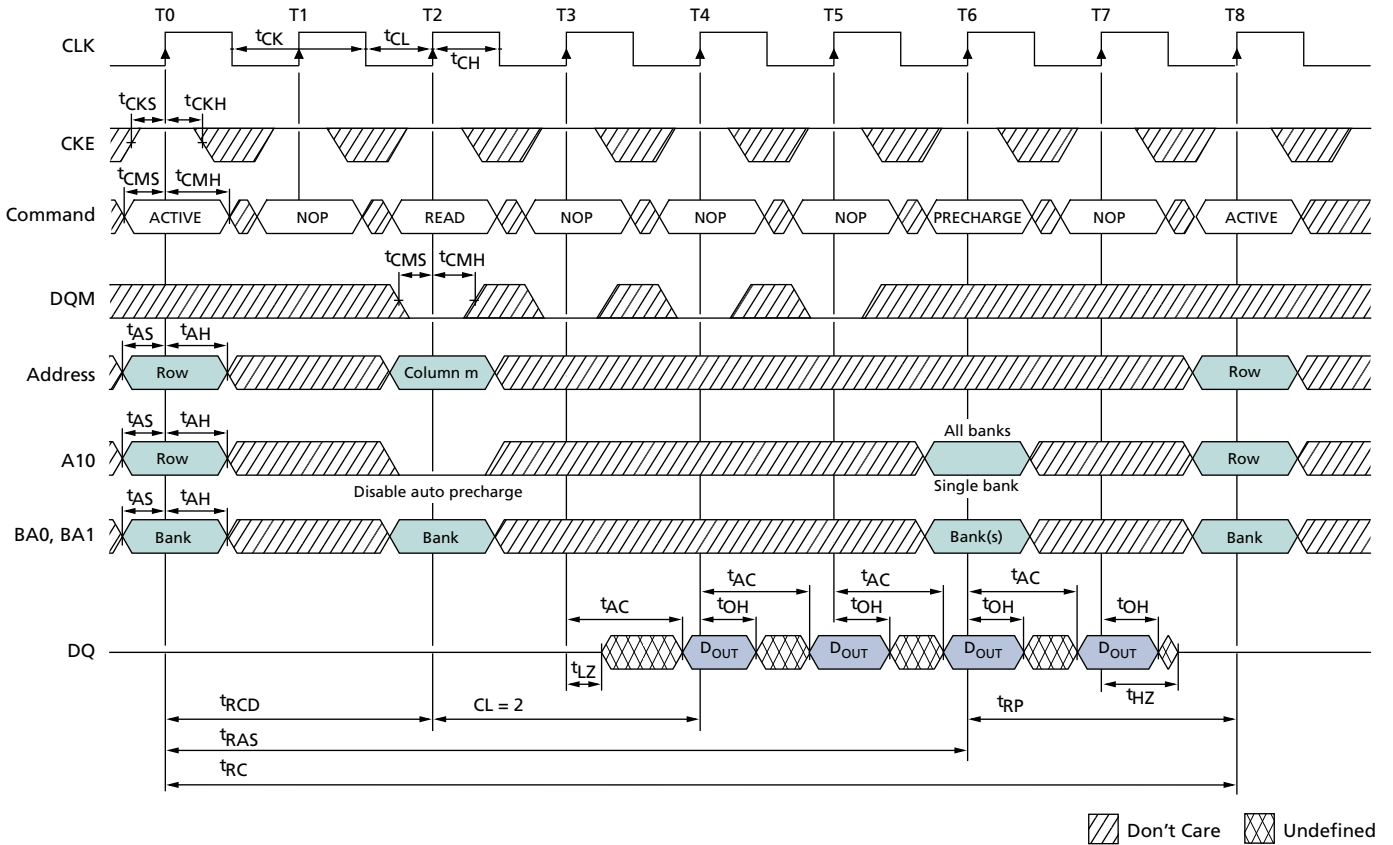 T0 T1 T2 T3 T4 T5 T6 T7 T8
CLK tCK tCL tCH
tCKS tCKH
CKE
tCMS tCMH
Command ACTIVE NOP READ NOP NOP NOP PRECHARGE NOP ACTIVE
tCMS tCMH
DQM
tAS tAH
Address Row Column m Row
tAS tAH All banks
A10 Row Row
Disable auto precharge Single bank
tAS tAH
BA0, BA1 Bank Bank Bank(s) Bank
tAC tAC tAC
tAC tOH tOH tOH tOH
DQ DOUT DOUT DOUT DOUT
tLZ tHZ
tRCD CL = 2 tRP
tRAS
tRC
Don't Care Undefined